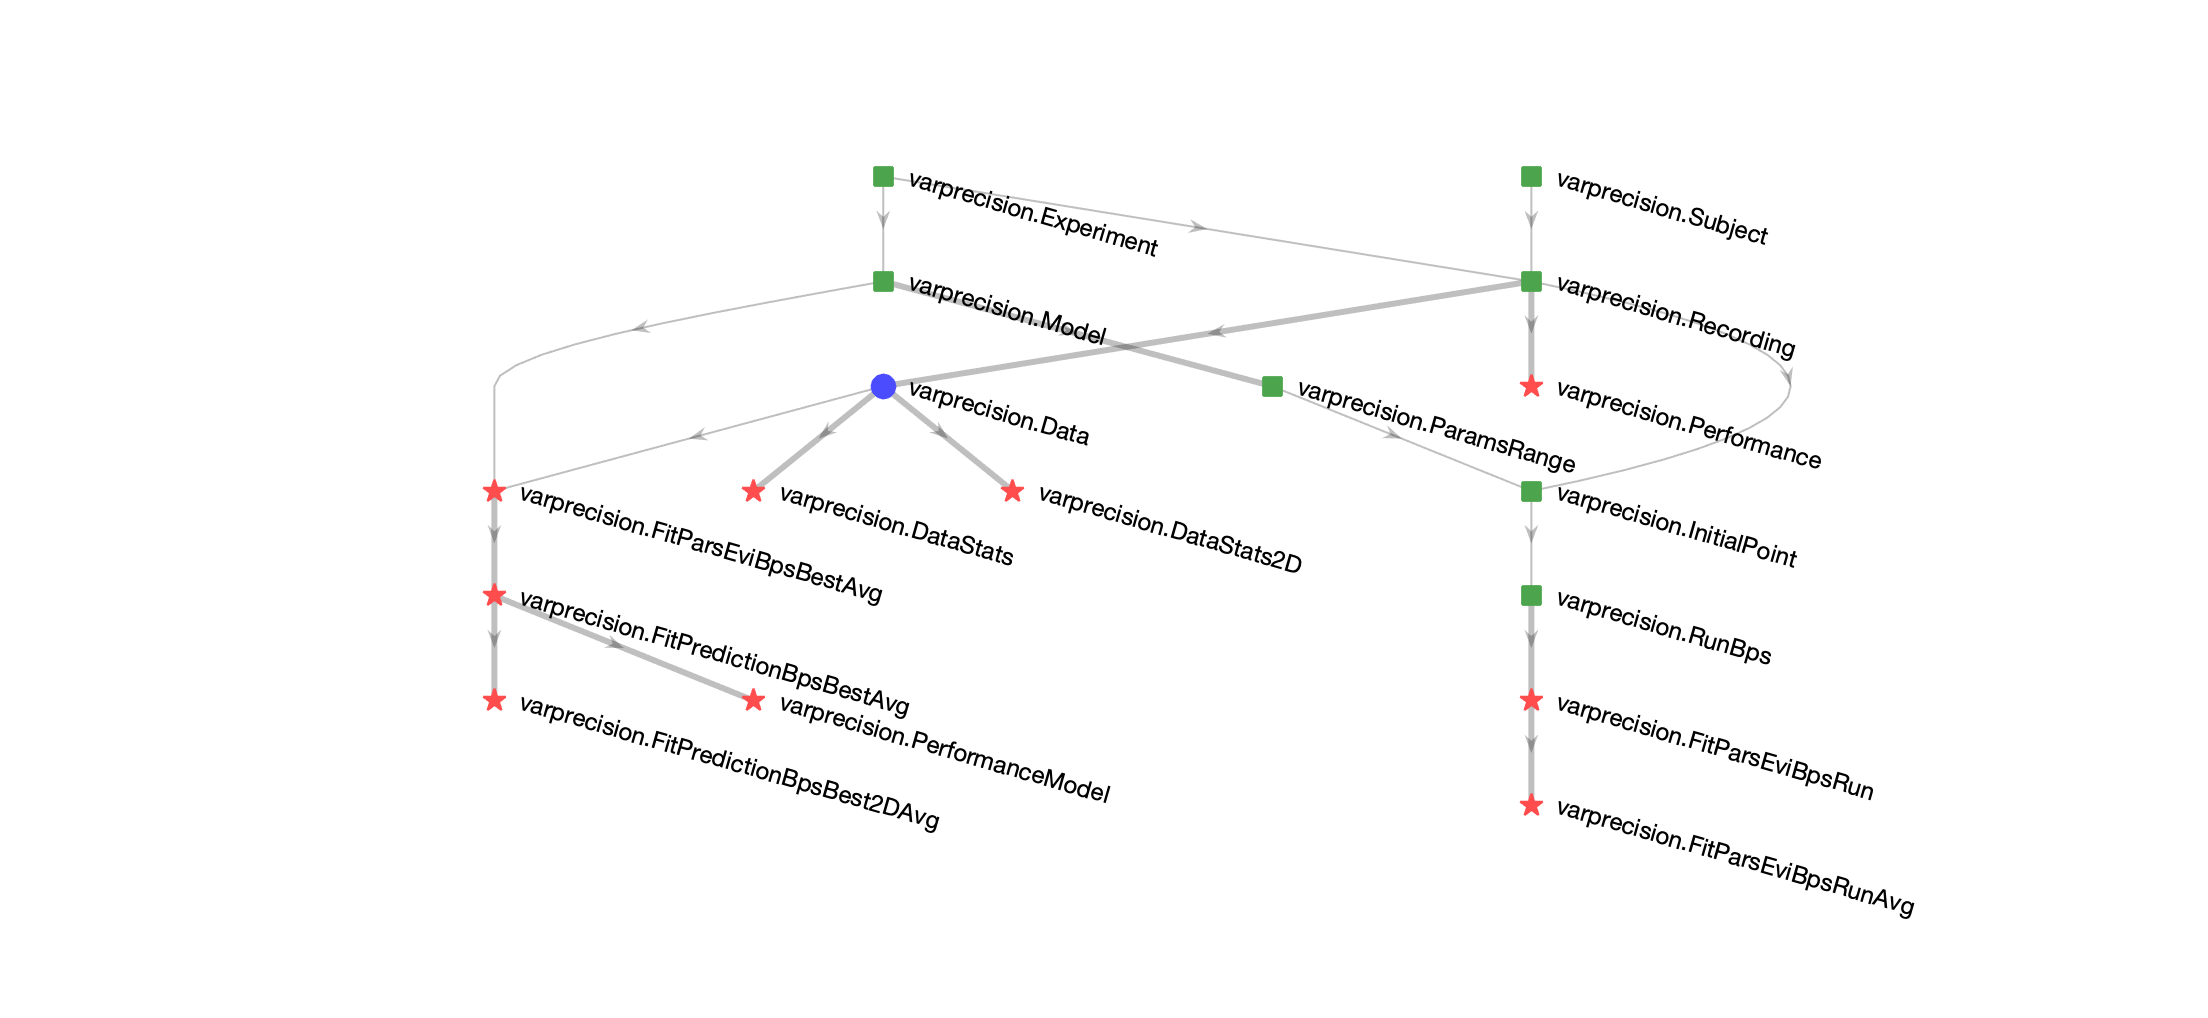 varprecision.Experiment
varprecision.Subject
varprecision.Model
varprecision.Recording
varprecision.Data
varprecision.ParamsRange
varprecision.Performance
varprecision.FitParsEviBpsBestAvg
varprecision.DataStats
varprecision.DataStats2D
varprecision.InitialPoint
varprecision.FitPredictionBpsBestAvg
varprecision.RunBps
varprecision.FitPredictionBpsBest2DAvg
varprecision.PerformanceModel
varprecision.FitParsEviBpsRun
varprecision.FitParsEviBpsRunAvg